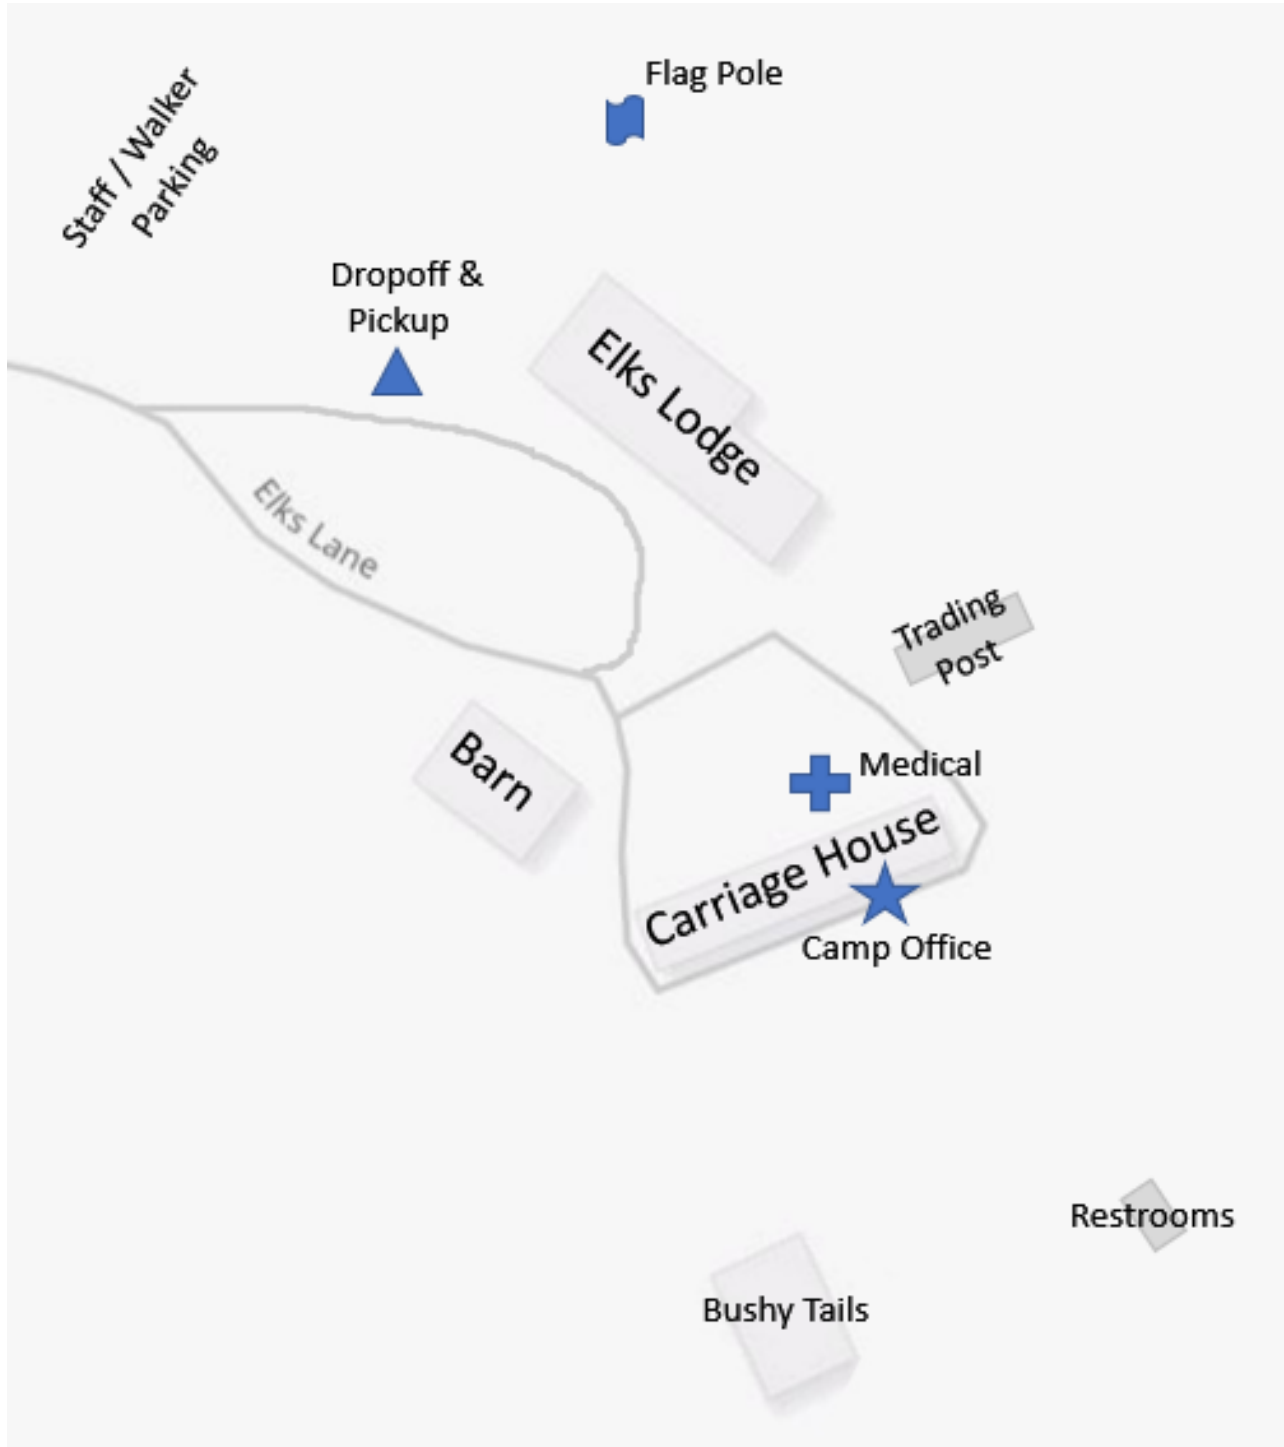 Flag Pole
Staff / Walker
Parking
Dropoff &
Pickup
Elks Lodge
Elks Lane
Trading
Post
Barn
Medical
Carriage House
Camp Office
Restrooms
Bushy Tails